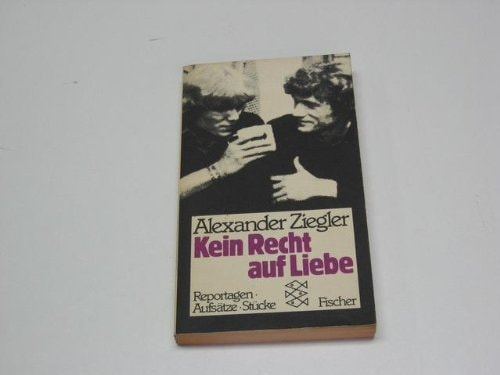 Alexander Ziegler
Kein Recht
auf Liebe
Reportagen ·
Aufsätze · Stücke
Fischer